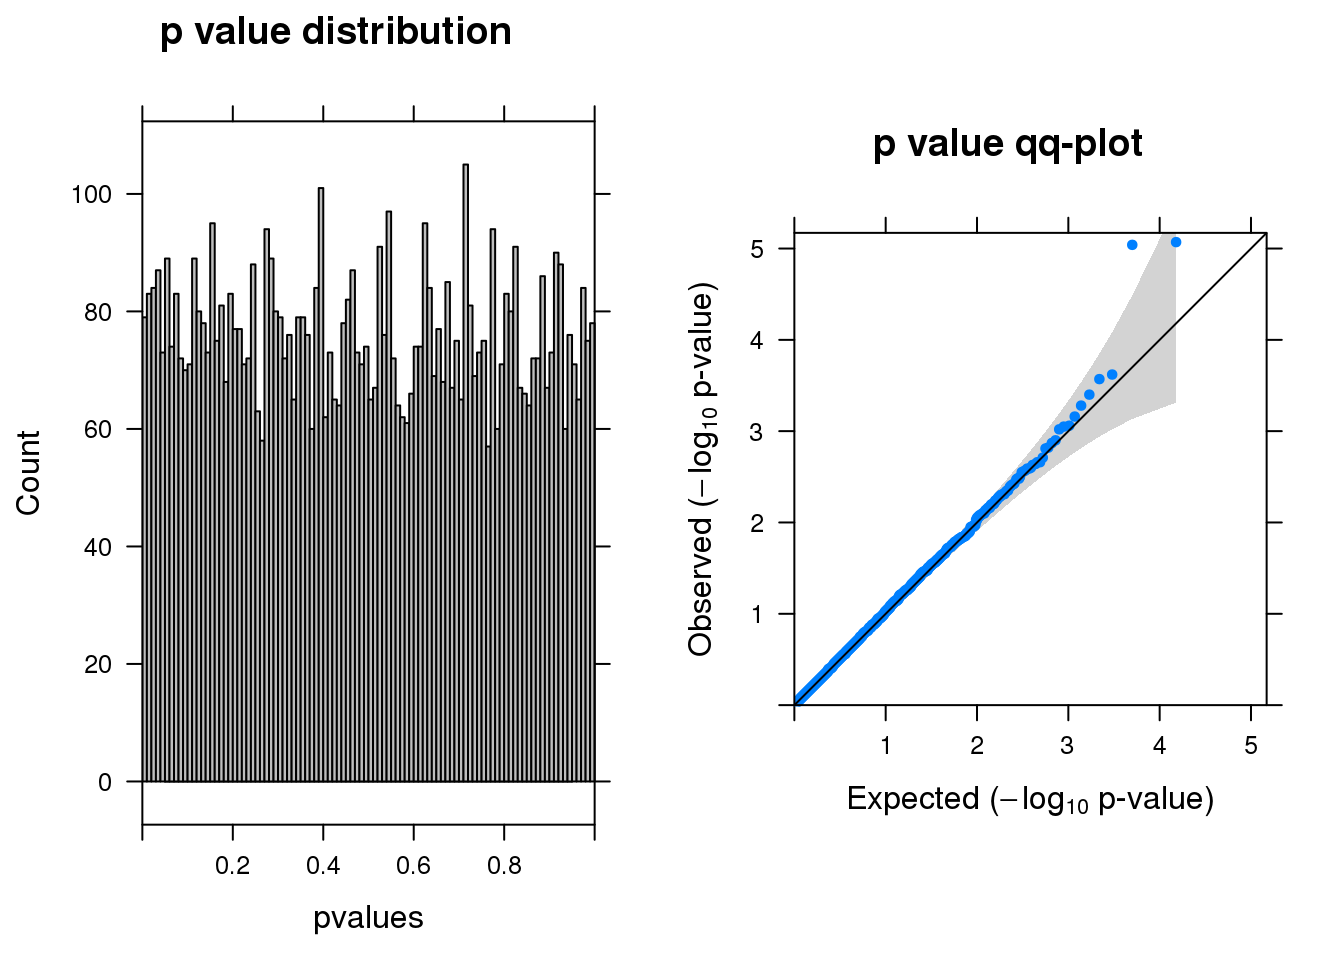 p value distribution
Count
100
80
60
40
20
0
0.2 0.4 0.6 0.8
pvalues
p value qq-plot
Observed (−log10 p-value)
5
4
3
2
1
1 2 3 4 5
Expected (−log10 p-value)